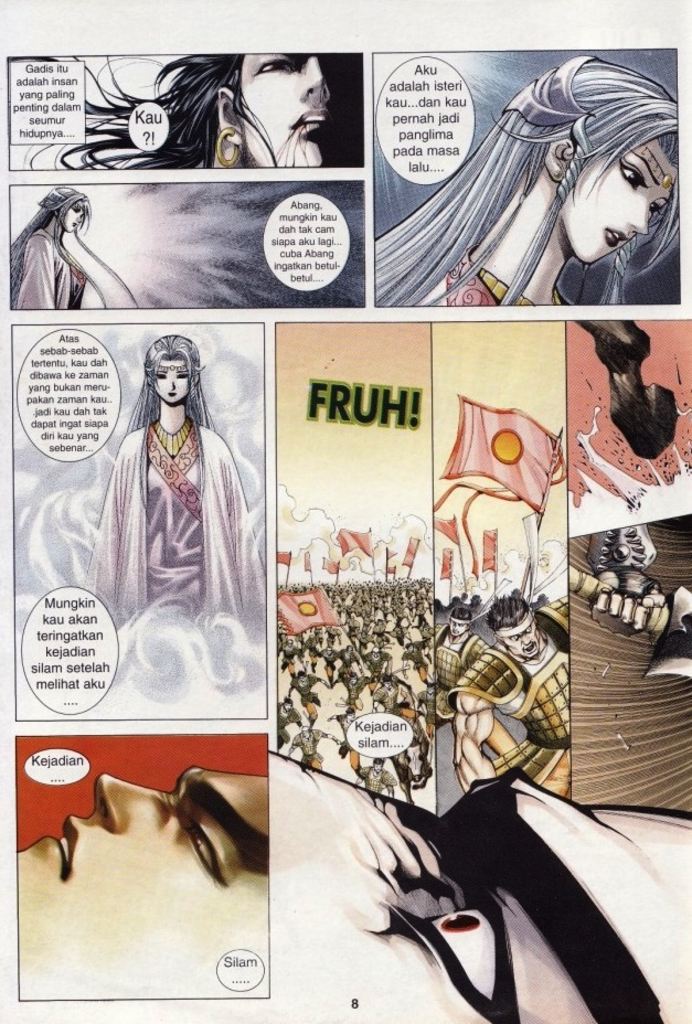 Gadis itu
adalah insan
yang paling
penting dalam
seumur
hidupnya....
Kau
?!
Aku
adalah isteri
kau...dan kau
pernah jadi
panglima
pada masa
lalu....
Abang,
mungkin kau
dah tak cam
siapa aku lagi...
cuba Abang
ingatkan betul-
betul....
Atas
sebab-sebab
tertentu, kau dah
dibawa ke zaman
yang bukan meru-
pakan zaman kau..
.jadi kau dah tak
dapat ingat siapa
diri kau yang
sebenar...
Mungkin
kau akan
teringatkan
kejadian
silam setelah
melihat aku
....
FRUH!
Kejadian
silam....
Kejadian
....
Silam
.....
8